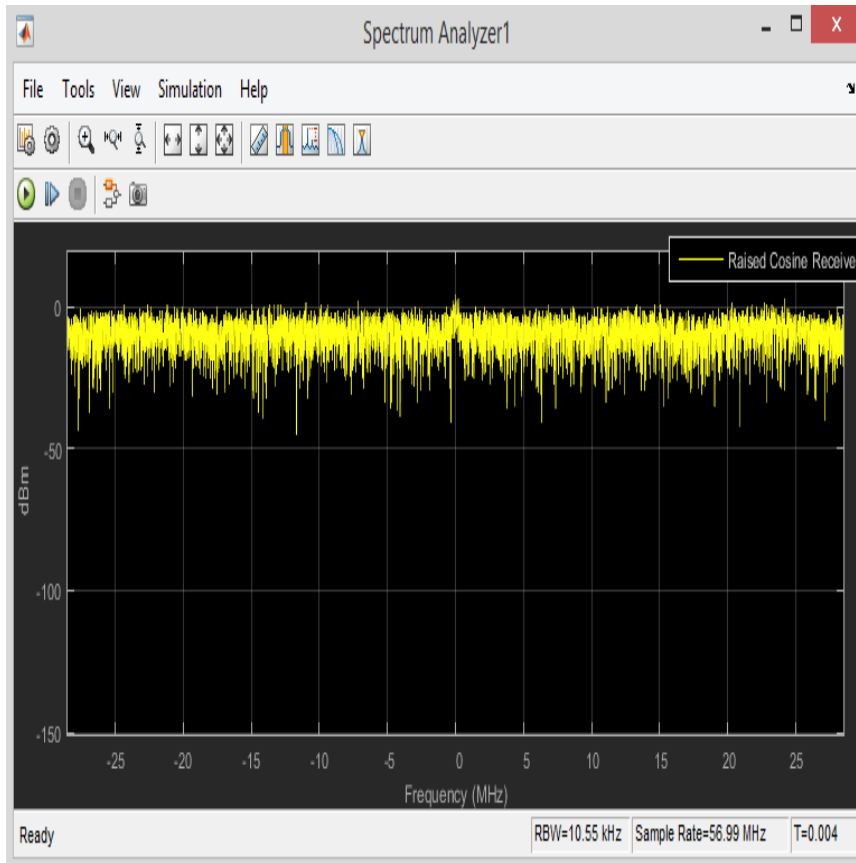 Spectrum Analyzer1
File Tools View Simulation Help
Raised Cosine Receive
0
-50
-100
-150
dBm
-25 -20 -15 -10 -5 0 5 10 15 20 25
Frequency (MHz)
Ready RBW=10.55 kHz Sample Rate=56.99 MHz T=0.004